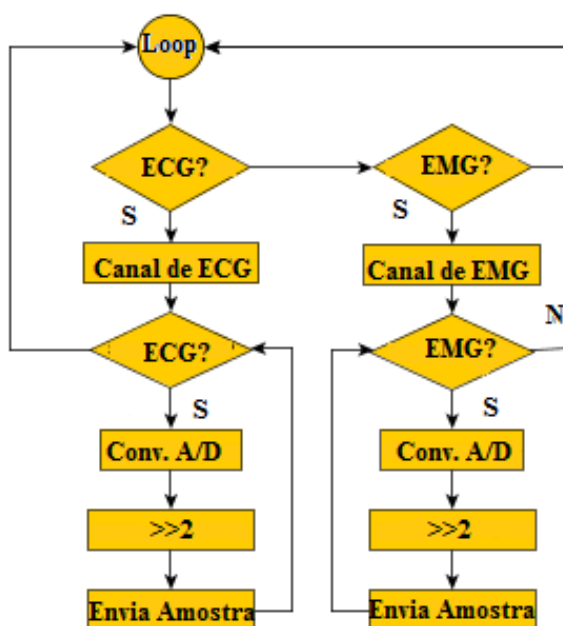 Loop
ECG?
EMG?
S
S
Canal de ECG
Canal de EMG
N
ECG?
EMG?
S
S
Conv. A/D
Conv. A/D
>>2
>>2
Envia Amostra
Envia Amostra